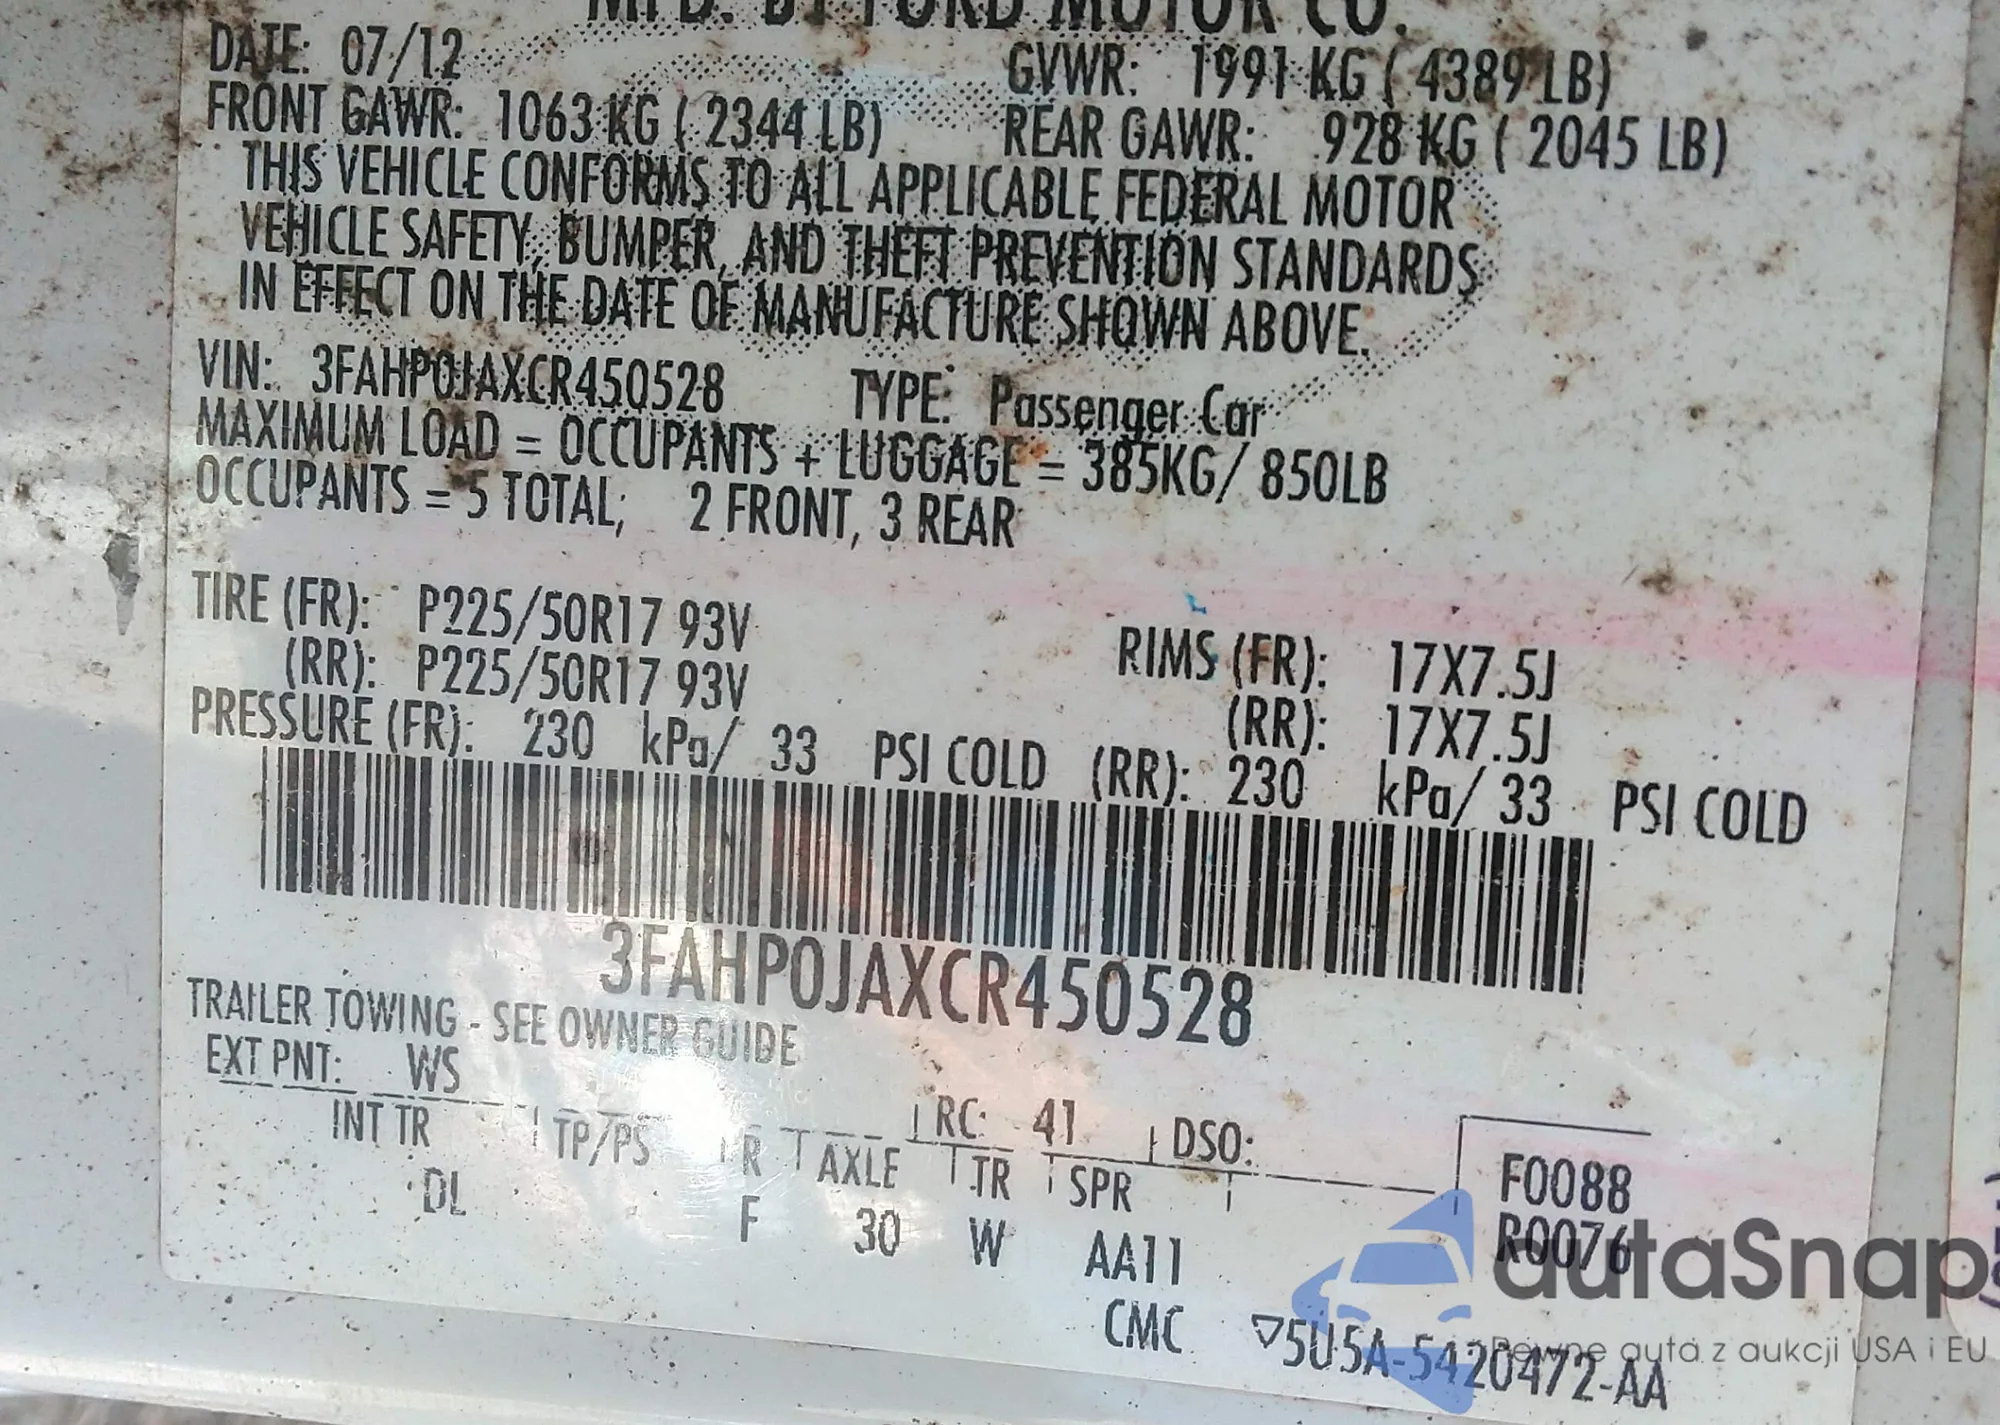 MFD. BY FORD MOTOR CO.
DATE: 07/12 GVWR: 1991 KG ( 4389 LB)
FRONT GAWR: 1063 KG ( 2344 LB) REAR GAWR: 928 KG ( 2045 LB)
THIS VEHICLE CONFORMS TO ALL APPLICABLE FEDERAL MOTOR
VEHICLE SAFETY, BUMPER, AND THEFT PREVENTION STANDARDS
IN EFFECT ON THE DATE OF MANUFACTURE SHOWN ABOVE.
VIN: 3FAHP0JAXCR450528 TYPE: Passenger Car
MAXIMUM LOAD = OCCUPANTS + LUGGAGE = 385KG/ 850LB
OCCUPANTS = 5 TOTAL; 2 FRONT, 3 REAR
TIRE (FR): P225/50R17 93V RIMS (FR): 17X7.5J
(RR): P225/50R17 93V (RR): 17X7.5J
PRESSURE (FR): 230 kPa/ 33 PSI COLD (RR): 230 kPa/ 33 PSI COLD
3FAHP0JAXCR450528
TRAILER TOWING - SEE OWNER GUIDE
EXT PNT: WS RC: 41 DSO:
INT TR TP/PS R AXLE TR SPR F0088
DL F 30 W AA11 R0076
CMC ▽5U5A-5420472-AA
autaSnap
Pewne auta z aukcji USA i EU